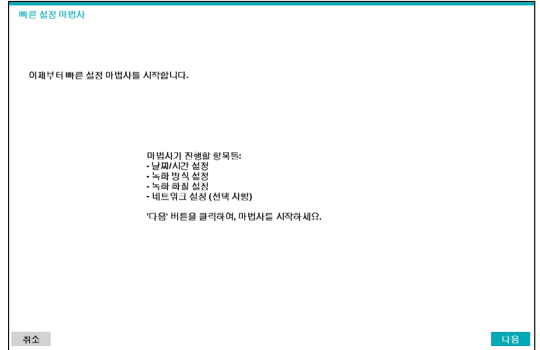 빠른 설정 마법사
이제부터 빠른 설정 마법사를 시작합니다.
마법사가 진행할 항목들:
- 날짜/시간 설정
- 녹화 방식 설정
- 녹화 화질 설정
- 네트워크 설정 (선택 사항)
'다음' 버튼을 클릭하여, 마법사를 시작하세요.
취소
다음